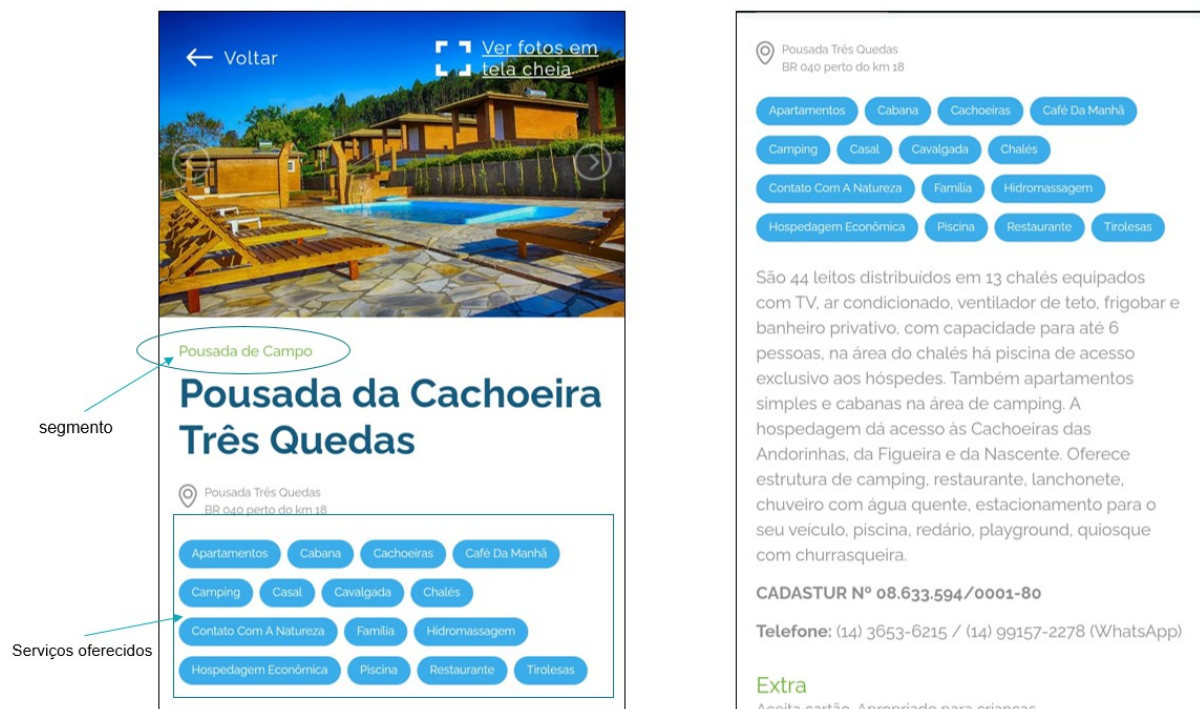 Voltar
Ver fotos em
tela cheia
Pousada de Campo
segmento
Pousada da Cachoeira
Três Quedas
Pousada Três Quedas
BR 040 perto do km 18
Apartamentos Cabana Cachoeiras Café Da Manhã
Camping Casal Cavalgada Chalés
Contato Com A Natureza Família Hidromassagem
Hospedagem Econômica Piscina Restaurante Tirolesas
Serviços oferecidos
Pousada Três Quedas
BR 040 perto do km 18
Apartamentos Cabana Cachoeiras Café Da Manhã
Camping Casal Cavalgada Chalés
Contato Com A Natureza Família Hidromassagem
Hospedagem Econômica Piscina Restaurante Tirolesas
São 44 leitos distribuídos em 13 chalés equipados
com TV, ar condicionado, ventilador de teto, frigobar e
banheiro privativo, com capacidade para até 6
pessoas, na área do chalés há piscina de acesso
exclusivo aos hóspedes. Também apartamentos
simples e cabanas na área de camping. A
hospedagem dá acesso às Cachoeiras das
Andorinhas, da Figueira e da Nascente. Oferece
estrutura de camping, restaurante, lanchonete,
chuveiro com água quente, estacionamento para o
seu veículo, piscina, redário, playground, quiosque
com churrasqueira.
CADASTUR Nº 08.633.594/0001-80
Telefone: (14) 3653-6215 / (14) 99157-2278 (WhatsApp)
Extra
Aceita cartão, Apropriado para crianças